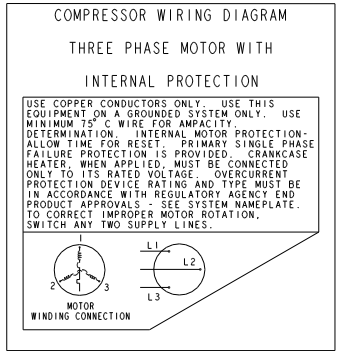 COMPRESSOR WIRING DIAGRAM
THREE PHASE MOTOR WITH
INTERNAL PROTECTION
USE COPPER CONDUCTORS ONLY. USE THIS
EQUIPMENT ON A GROUNDED SYSTEM ONLY. USE
MINIMUM 75° C WIRE FOR AMPACITY.
DETERMINATION. INTERNAL MOTOR PROTECTION-
ALLOW TIME FOR RESET. PRIMARY SINGLE PHASE
FAILURE PROTECTION IS PROVIDED. CRANKCASE
HEATER, WHEN APPLIED, MUST BE CONNECTED
ONLY TO ITS RATED VOLTAGE. OVERCURRENT
PROTECTION DEVICE RATING AND TYPE MUST BE
IN ACCORDANCE WITH REGULATORY AGENCY END
PRODUCT APPROVALS - SEE SYSTEM NAMEPLATE.
TO CORRECT IMPROPER MOTOR ROTATION,
SWITCH ANY TWO SUPPLY LINES.
1
2
3
MOTOR
WINDING CONNECTION
L1
L2
L3